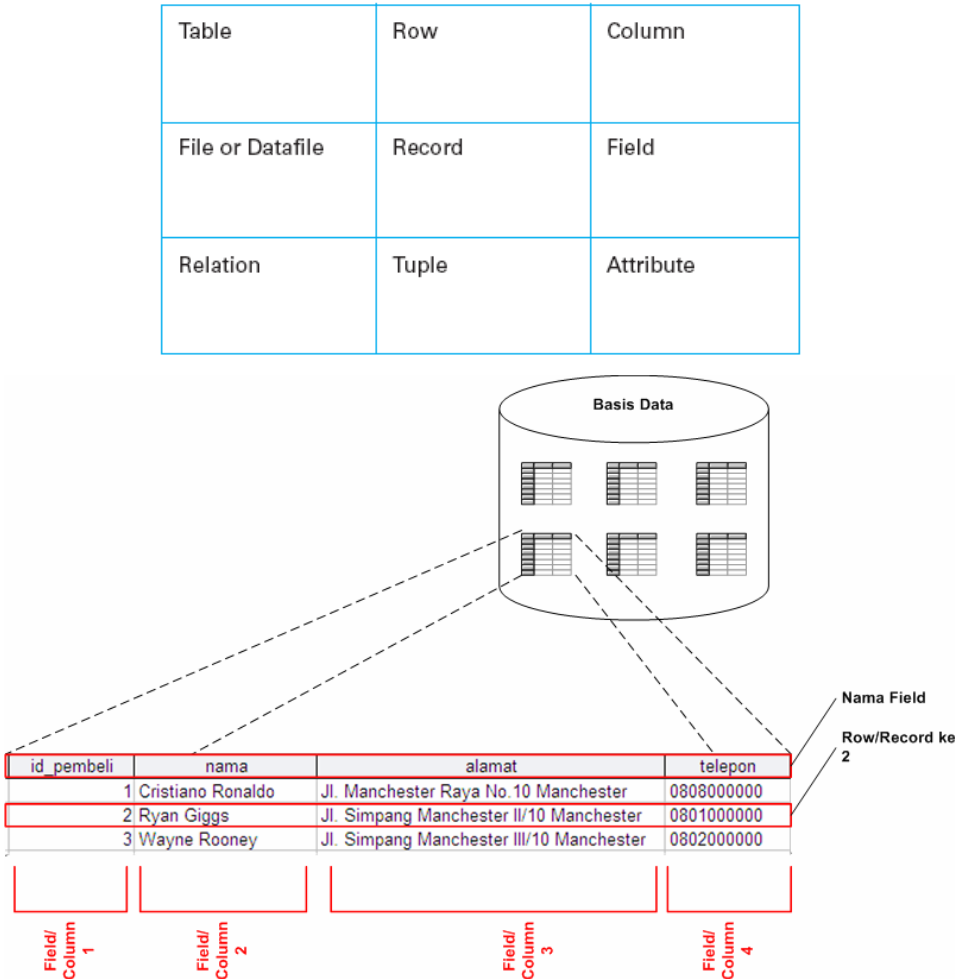 Table Row Column
File or Datafile Record Field
Relation Tuple Attribute
Basis Data
Nama Field
Row/Record ke
2
id_pembeli nama alamat telepon
1 Cristiano Ronaldo Jl. Manchester Raya No.10 Manchester 0808000000
2 Ryan Giggs Jl. Simpang Manchester II/10 Manchester 0801000000
3 Wayne Rooney Jl. Simpang Manchester III/10 Manchester 0802000000
Field/
Column
1
Field/
Column
2
Field/
Column
3
Field/
Column
4